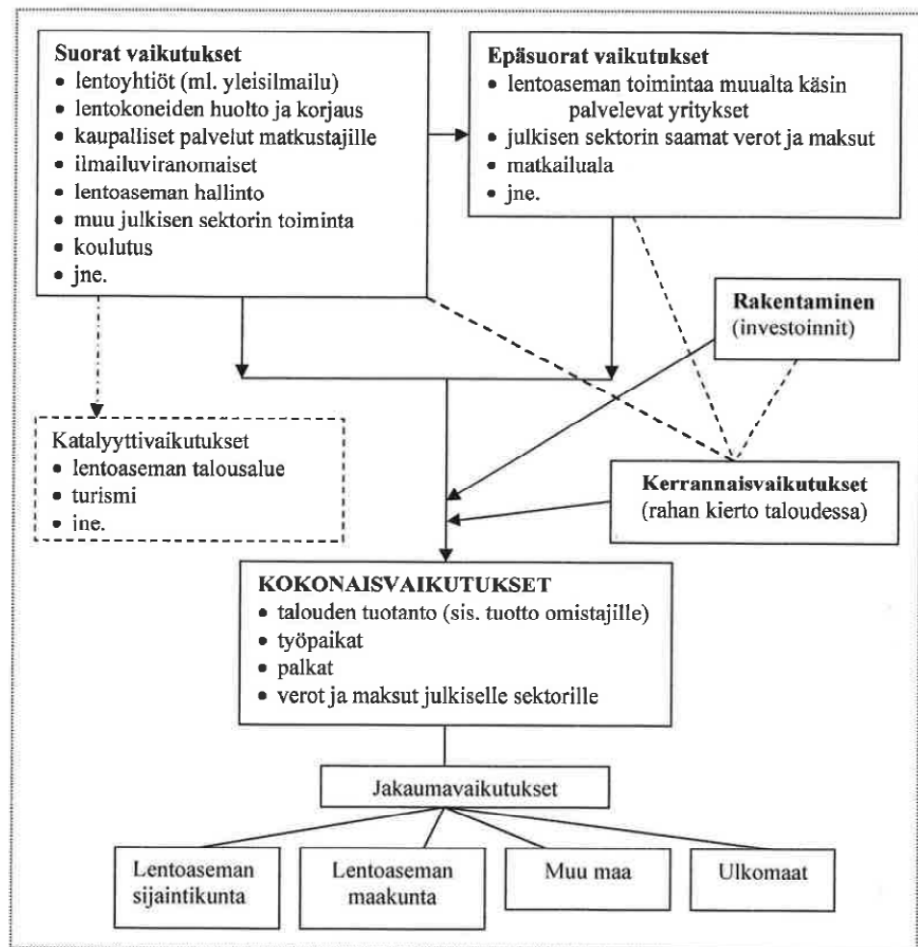 Suorat vaikutukset
• lentoyhtiöt (ml. yleisilmailu)
• lentokoneiden huolto ja korjaus
• kaupalliset palvelut matkustajille
• ilmailuviranomaiset
• lentoaseman hallinto
• muu julkisen sektorin toiminta
• koulutus
• jne.
Epäsuorat vaikutukset
• lentoaseman toimintaa muualta käsin
palvelevat yritykset
• julkisen sektorin saamat verot ja maksut
• matkailuala
• jne.
Rakentaminen
(investoinnit)
Katalyyttivaikutukset
• lentoaseman talousalue
• turismi
• jne.
Kerrannaisvaikutukset
(rahan kierto taloudessa)
KOKONAISVAIKUTUKSET
• talouden tuotanto (sis. tuotto omistajille)
• työpaikat
• palkat
• verot ja maksut julkiselle sektorille
Jakaumavaikutukset
Lentoaseman
sijaintikunta
Lentoaseman
maakunta
Muu maa
Ulkomaat